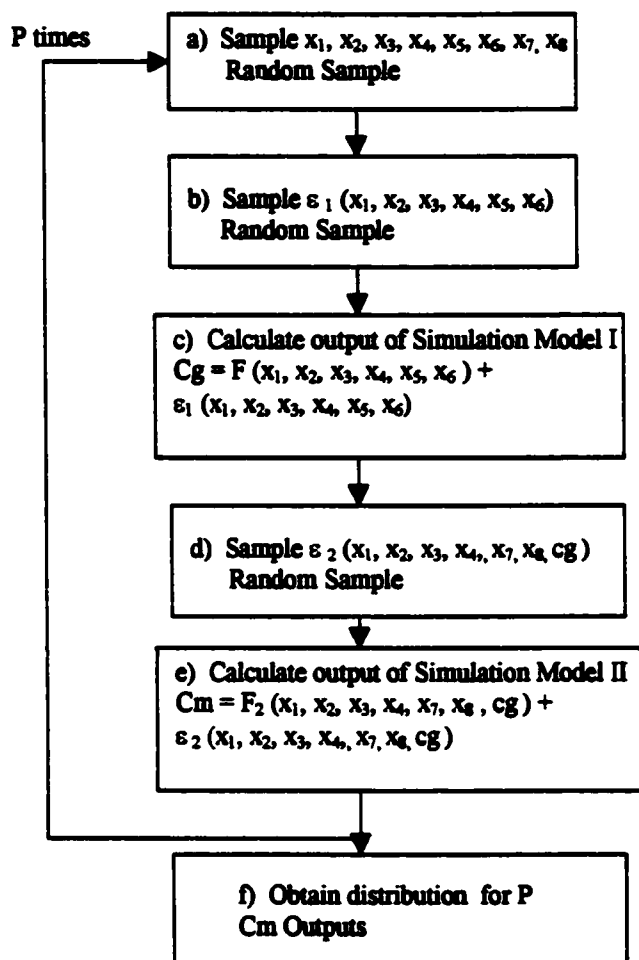 P times
a) Sample x₁, x₂, x₃, x₄, x₅, x₆, x₇, x₈
Random Sample
b) Sample ε ₁ (x₁, x₂, x₃, x₄, x₅, x₆)
Random Sample
c) Calculate output of Simulation Model I
Cg = F (x₁, x₂, x₃, x₄, x₅, x₆ ) +
ε₁ (x₁, x₂, x₃, x₄, x₅, x₆)
d) Sample ε ₂ (x₁, x₂, x₃, x₄,, x₇, x₈, cg )
Random Sample
e) Calculate output of Simulation Model II
Cm = F₂ (x₁, x₂, x₃, x₄, x₇, x₈ , cg ) +
ε ₂ (x₁, x₂, x₃, x₄,, x₇, x₈, cg )
f) Obtain distribution for P
Cm Outputs